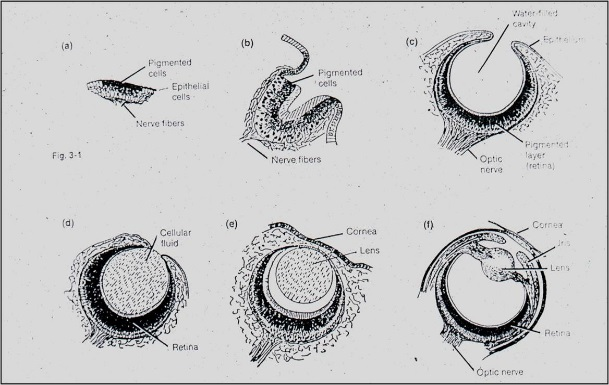 (a)
Pigmented
cells
Epithelial
cells
Nerve fibers
Fig. 3-1
(b)
Pigmented
cells
Nerve fibers
(c)
Water-filled
cavity
Epithelium
Optic
nerve
Pigmented
layer
(retina)
(d)
Cellular
fluid
Retina
(e)
Cornea
Lens
(f)
Cornea
Iris
Lens
Retina
Optic nerve